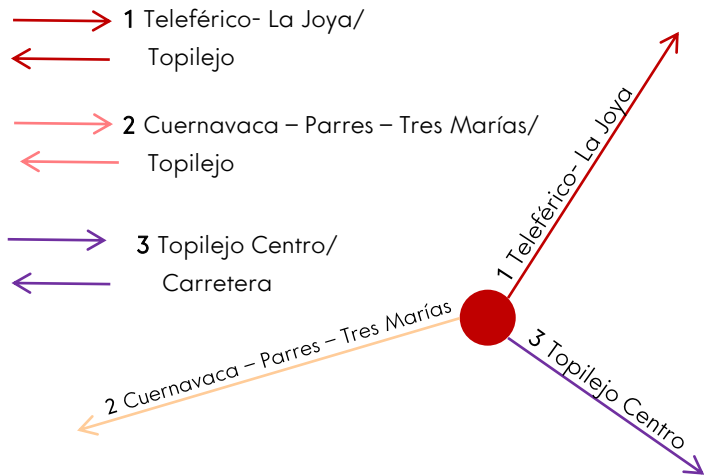 1 Teleférico- La Joya/
Topilejo
2 Cuernavaca – Parres – Tres Marías/
Topilejo
3 Topilejo Centro/
Carretera
1 Teleférico- La Joya
2 Cuernavaca – Parres – Tres Marías
3 Topilejo Centro